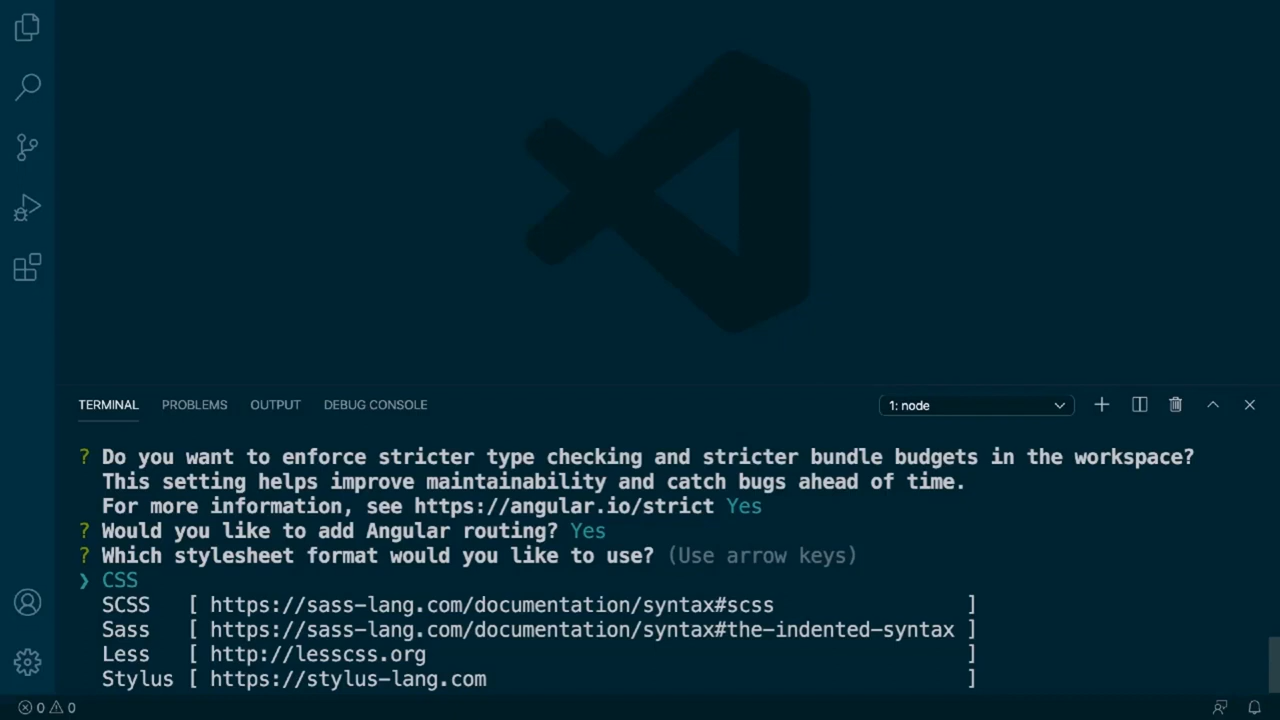 TERMINAL PROBLEMS OUTPUT DEBUG CONSOLE 1: node
? Do you want to enforce stricter type checking and stricter bundle budgets in the workspace?
This setting helps improve maintainability and catch bugs ahead of time.
For more information, see https://angular.io/strict Yes
? Would you like to add Angular routing? Yes
? Which stylesheet format would you like to use? (Use arrow keys)
❯ CSS
SCSS [ https://sass-lang.com/documentation/syntax#scss ]
Sass [ https://sass-lang.com/documentation/syntax#the-indented-syntax ]
Less [ http://lesscss.org ]
Stylus [ https://stylus-lang.com ]
0 0